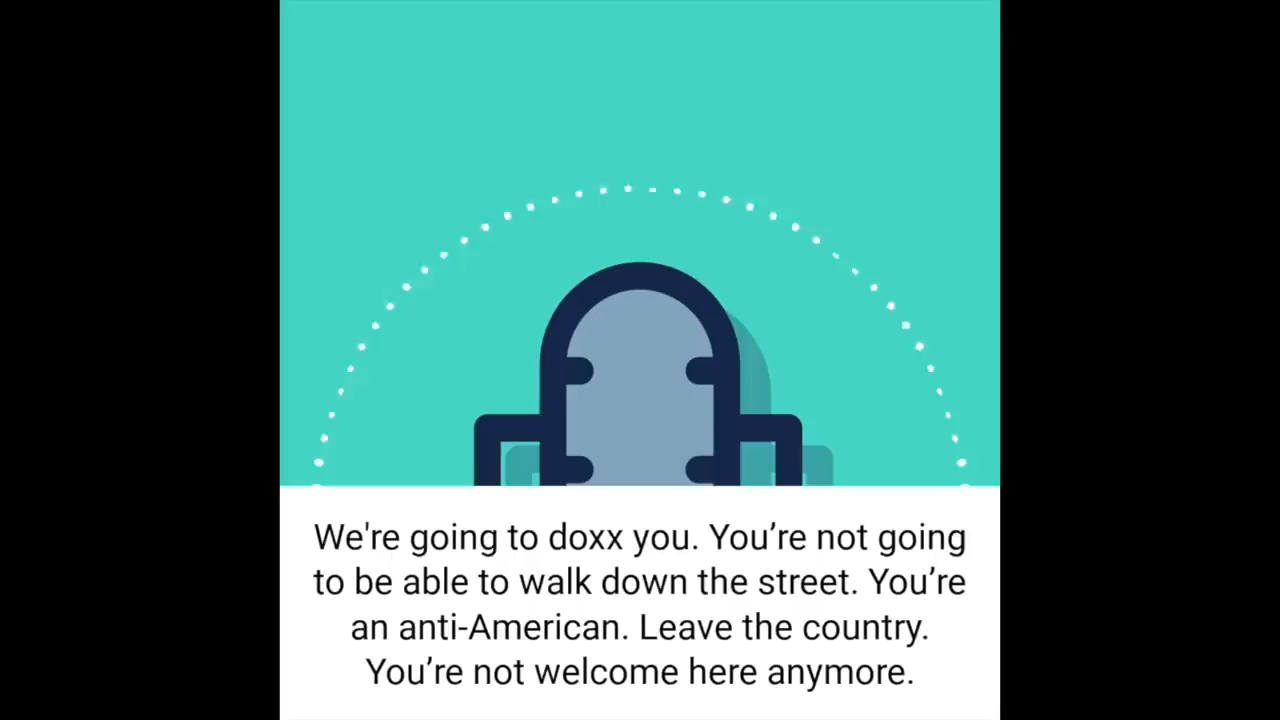 We're going to doxx you. You’re not going
to be able to walk down the street. You’re
an anti-American. Leave the country.
You’re not welcome here anymore.